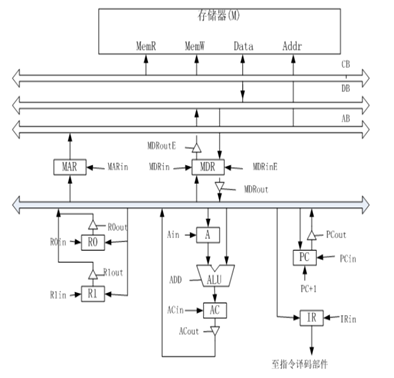 存储器(M)
MemR MemW Data Addr
CB
DB
AB
MDRoutE
MAR MARin MDRin MDR MDRinE
MDRout
R0out
R0in R0
R1out
R1in R1
Ain A
ADD ALU
ACin AC
ACout
PCout
PC PCin
PC+1
IR IRin
至指令译码部件